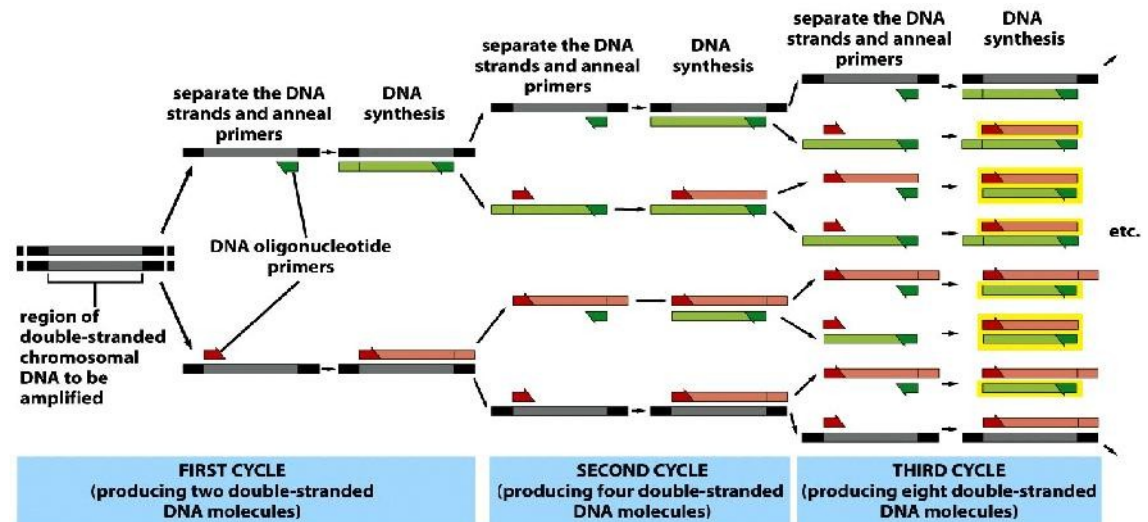 separate the DNA
strands and anneal
primers
DNA
synthesis
separate the DNA
strands and anneal
primers
DNA
synthesis
separate the DNA
strands and anneal
primers
DNA
synthesis
DNA oligonucleotide
primers
region of
double-stranded
chromosomal
DNA to be
amplified
etc.
FIRST CYCLE
(producing two double-stranded
DNA molecules)
SECOND CYCLE
(producing four double-stranded
DNA molecules)
THIRD CYCLE
(producing eight double-stranded
DNA molecules)